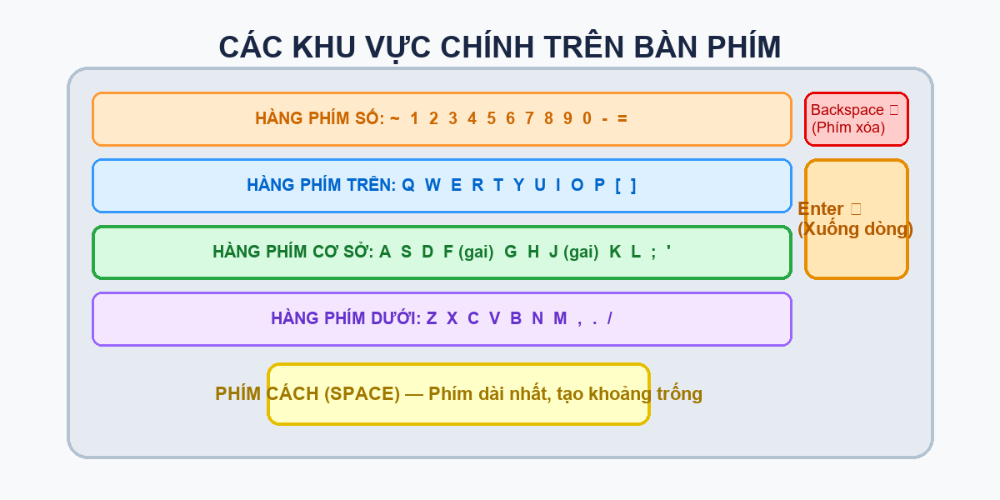 CÁC KHU VỰC CHÍNH TRÊN BÀN PHÍM
HÀNG PHÍM SỐ: ~ 1 2 3 4 5 6 7 8 9 0 - =
Backspace
(Phím xóa)
HÀNG PHÍM TRÊN: Q W E R T Y U I O P [ ]
Enter
(Xuống dòng)
HÀNG PHÍM CƠ SỞ: A S D F (gai) G H J (gai) K L ; '
HÀNG PHÍM DƯỚI: Z X C V B N M , . /
PHÍM CÁCH (SPACE) — Phím dài nhất, tạo khoảng trống